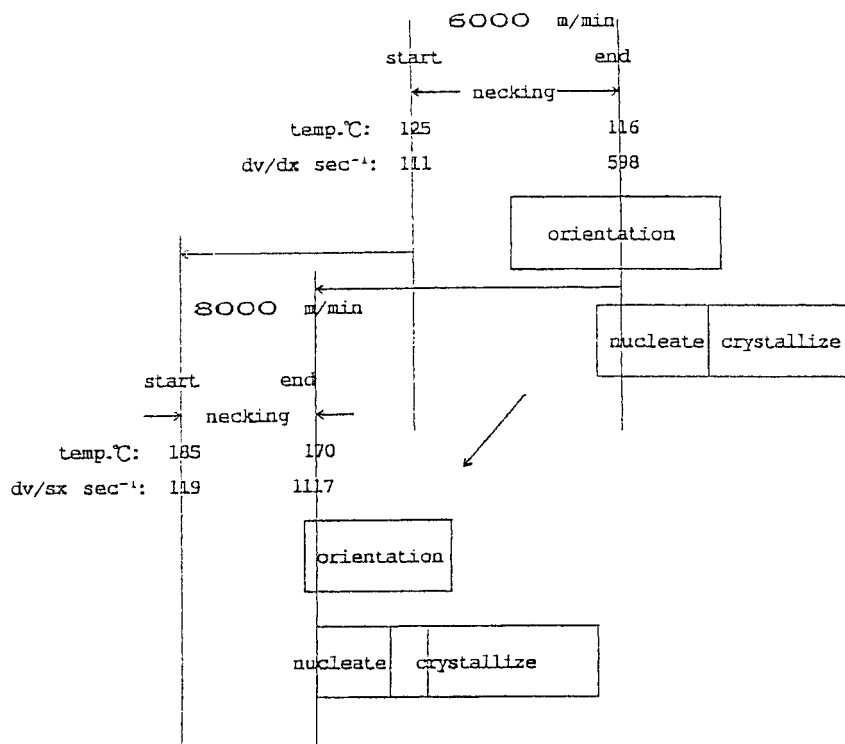 6000 m/min
start end
necking
temp.℃: 125 116
dv/dx sec⁻¹: 111 598
orientation
8000 m/min
nucleate crystallize
start end
necking
temp.℃: 185 170
dv/sx sec⁻¹: 119 1117
orientation
nucleate crystallize